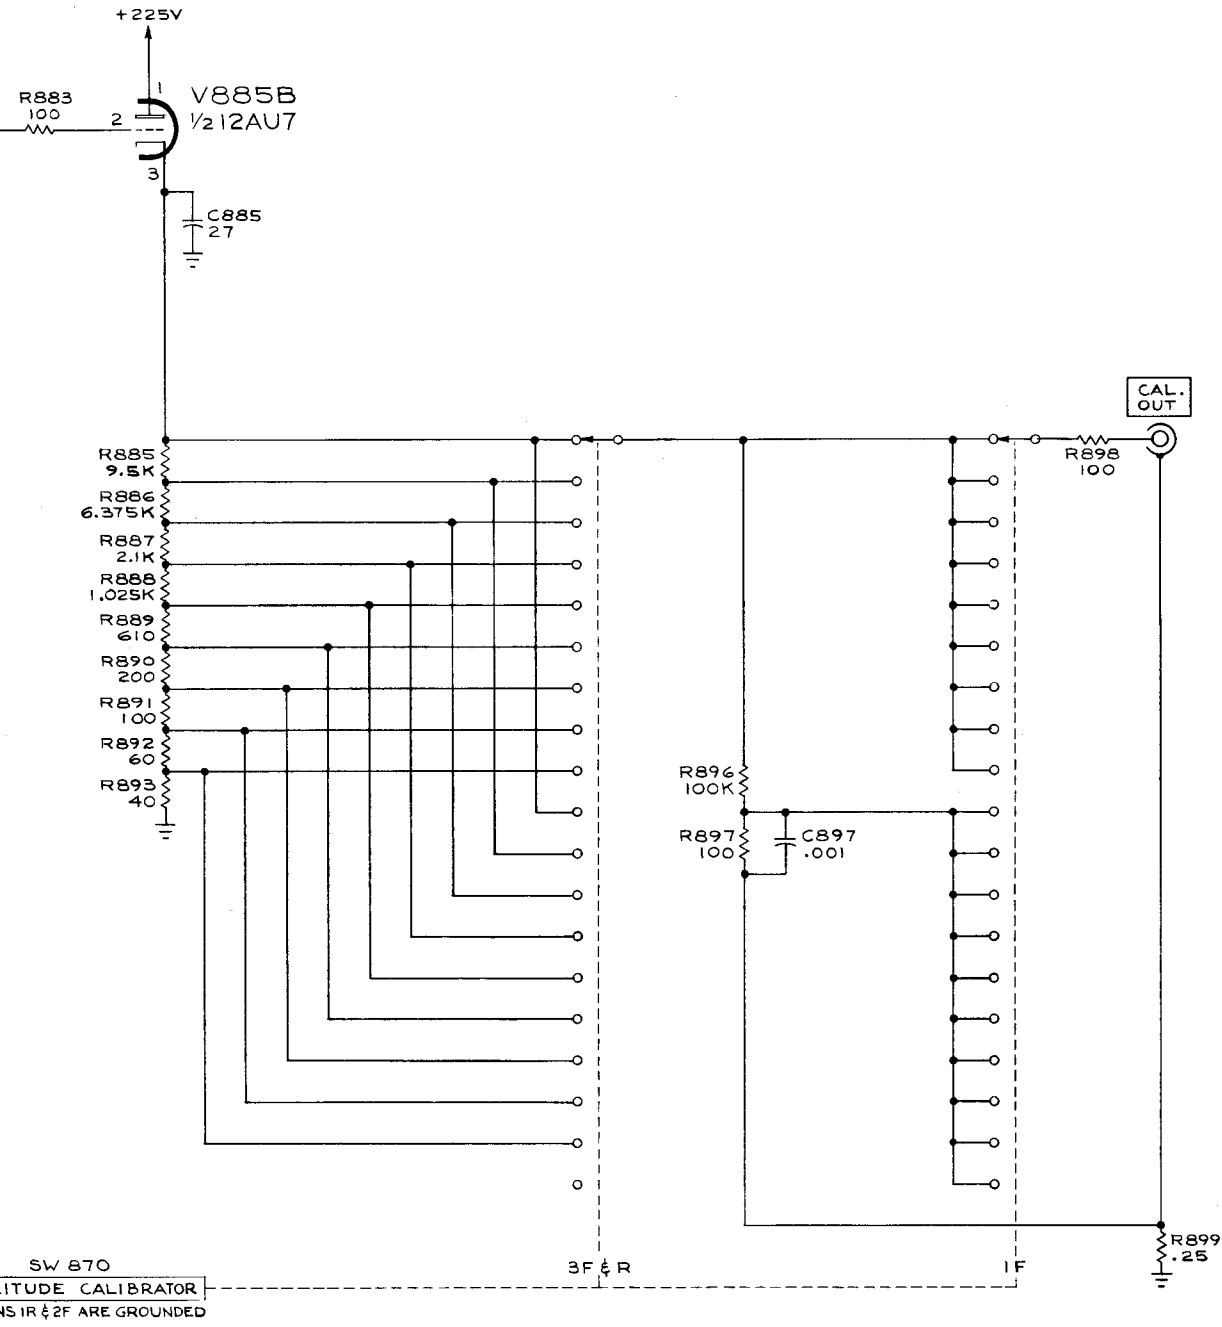 +225V
R883
100
1
2
3
V885B
½12AU7
C885
27
CAL.
OUT
R898
100
R885
9.5K
R886
6.375K
R887
2.1K
R888
1.025K
R889
610
R890
200
R891
100
R892
60
R893
40
R896
100K
R897
100
C897
.001
R899
.25
SW 870
ITUDE CALIBRATOR
NS 1R & 2F ARE GROUNDED
3F & R
1F